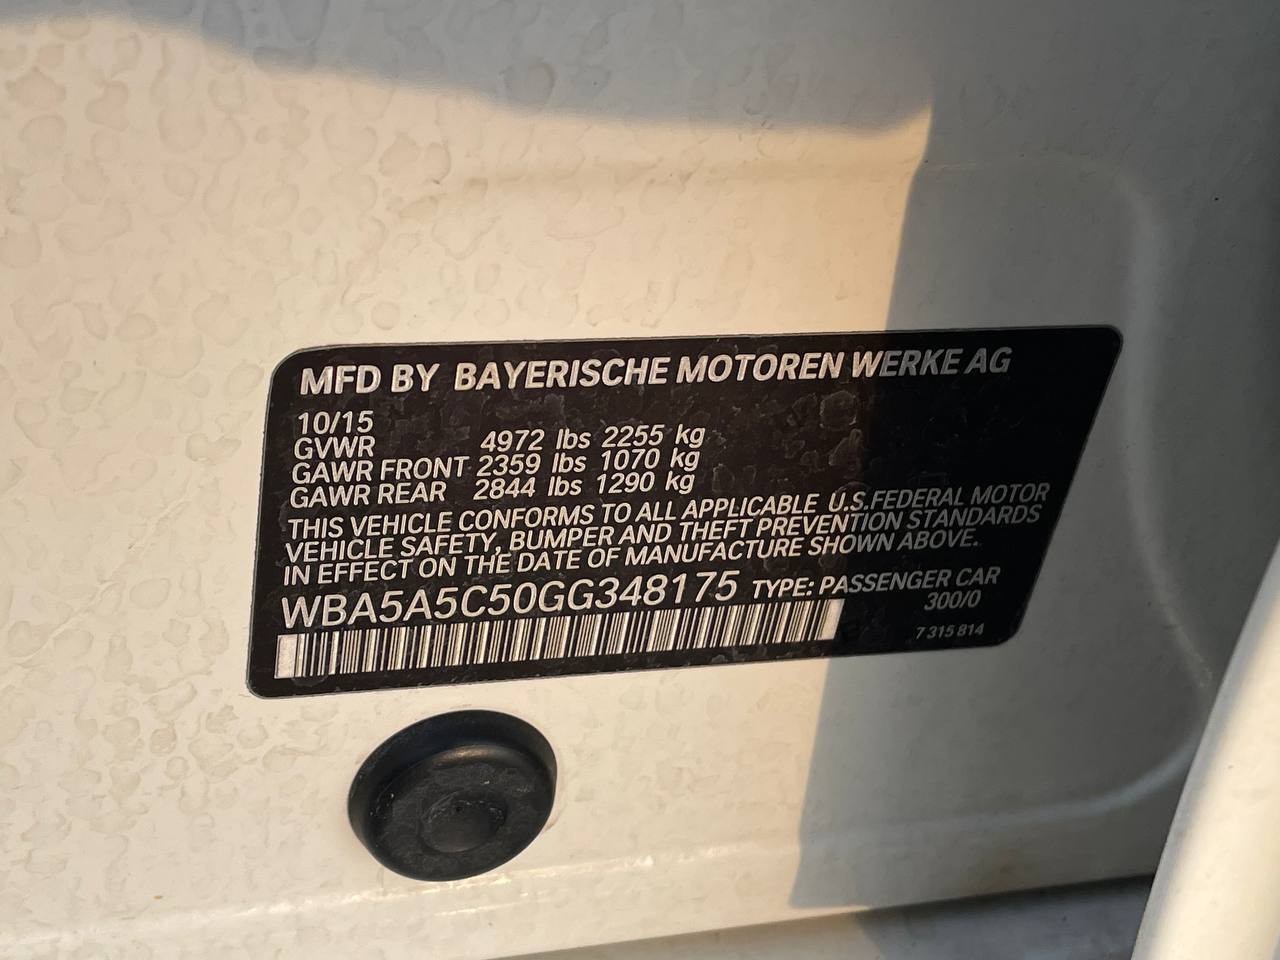 MFD BY BAYERISCHE MOTOREN WERKE AG
10/15
GVWR 4972 lbs 2255 kg
GAWR FRONT 2359 lbs 1070 kg
GAWR REAR 2844 lbs 1290 kg
THIS VEHICLE CONFORMS TO ALL APPLICABLE U.S.FEDERAL MOTOR
VEHICLE SAFETY, BUMPER AND THEFT PREVENTION STANDARDS
IN EFFECT ON THE DATE OF MANUFACTURE SHOWN ABOVE.
WBA5A5C50GG348175 TYPE: PASSENGER CAR
300/0
7 315 814